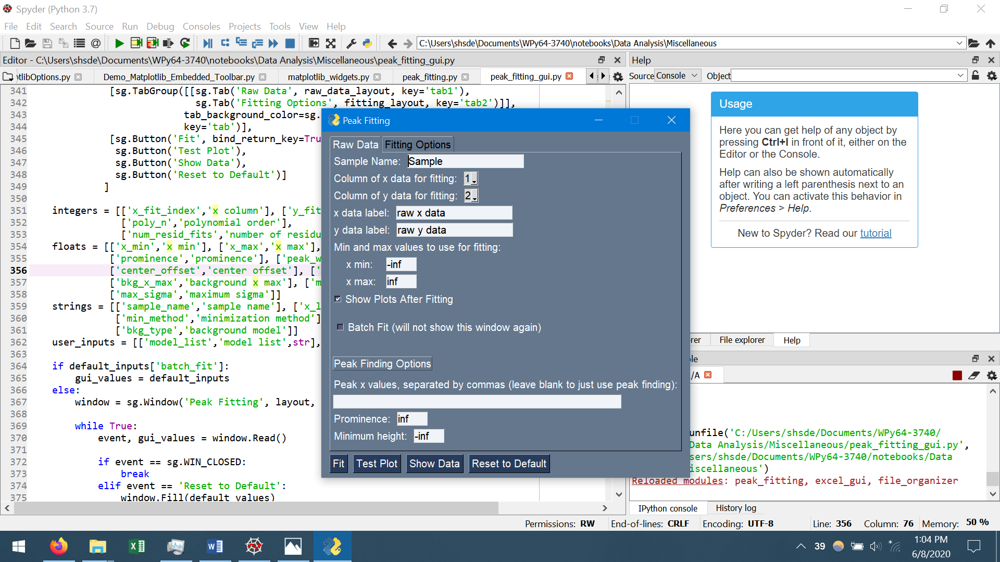 Spyder (Python 3.7)
File Edit Search Source Run Debug Consoles Projects Tools View Help
C:\Users\shsde\Documents\WPy64-3740\notebooks\Data Analysis\Miscellaneous
Editor - C:\Users\shsde\Documents\WPy64-3740\notebooks\Data Analysis\Miscellaneous\peak_fitting_gui.py
Help
tlibOptions.py Demo_Matplotlib_Embedded_Toolbar.py matplotlib_widgets.py peak_fitting.py peak_fitting_gui.py
Source Console Object
341 [sg.TabGroup([[sg.Tab('Raw Data', raw_data_layout, key='tab1'),
342 sg.Tab('Fitting Options', fitting_layout, key='tab2')]],
343 tab_background_color=sg.
344 key='tab')],
345 [sg.Button('Fit', bind_return_key=Tru
346 sg.Button('Test Plot'),
347 sg.Button('Show Data'),
348 sg.Button('Reset to Default')]
349 ]
350
351 integers = [['x_fit_index','x column'], ['y_fit
352 ['poly_n','polynomial order'],
353 ['num_resid_fits','number of residu
354 floats = [['x_min','x min'], ['x_max','x max'],
355 ['prominence','prominence'], ['peak_w
356 ['center_offset','center offset'], ['
357 ['bkg_x_max','background x max'], ['m
358 ['max_sigma','maximum sigma']]
359 strings = [['sample_name','sample name'], ['x_l
360 ['min_method','minimization method']
361 ['bkg_type','background model']]
362 user_inputs = [['model_list','model list',str],
363
364 if default_inputs['batch_fit']:
365 gui_values = default_inputs
366 else:
367 window = sg.Window('Peak Fitting', layout,
368
369 while True:
370 event, gui_values = window.Read()
371
372 if event == sg.WIN_CLOSED:
373 break
374 elif event == 'Reset to Default':
375 window.Fill(default_values)
Peak Fitting
Raw Data Fitting Options
Sample Name: Sample
Column of x data for fitting: 1
Column of y data for fitting: 2
x data label: raw x data
y data label: raw y data
Min and max values to use for fitting:
x min: -inf
x max: inf
Show Plots After Fitting
Batch Fit (will not show this window again)
Peak Finding Options
Peak x values, separated by commas (leave blank to just use peak finding):
Prominence: inf
Minimum height: -inf
Fit Test Plot Show Data Reset to Default
Usage
Here you can get help of any object by
pressing Ctrl+I in front of it, either on the
Editor or the Console.
Help can also be shown automatically
after writing a left parenthesis next to an
object. You can activate this behavior in
Preferences > Help.
New to Spyder? Read our tutorial
rer File explorer Help
le
/A
unfile('C:/Users/shsde/Documents/WPy64-3740/
Data Analysis/Miscellaneous/peak_fitting_gui.py',
sers/shsde/Documents/WPy64-3740/notebooks/Data
iscellaneous')
Reloaded modules: peak_fitting, excel_gui, file_organizer
IPython console History log
Permissions: RW End-of-lines: CRLF Encoding: UTF-8 Line: 356 Column: 76 Memory: 50 %
39
1:04 PM
6/8/2020